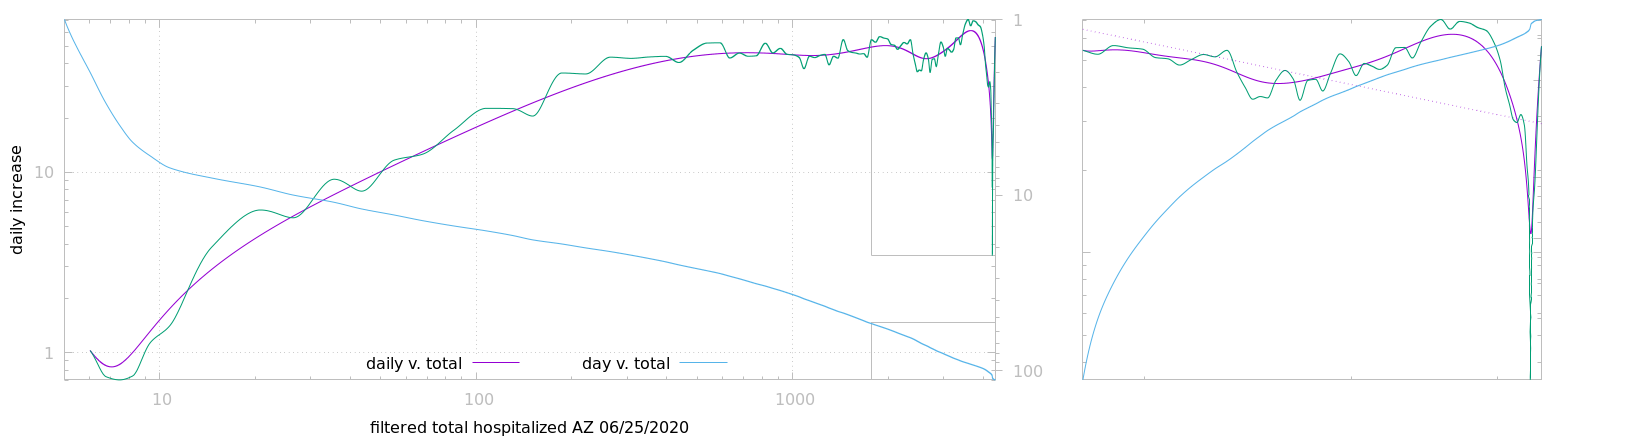 1
10
10
daily increase
1
daily v. total
day v. total
100
10
100
1000
filtered total hospitalized AZ 06/25/2020